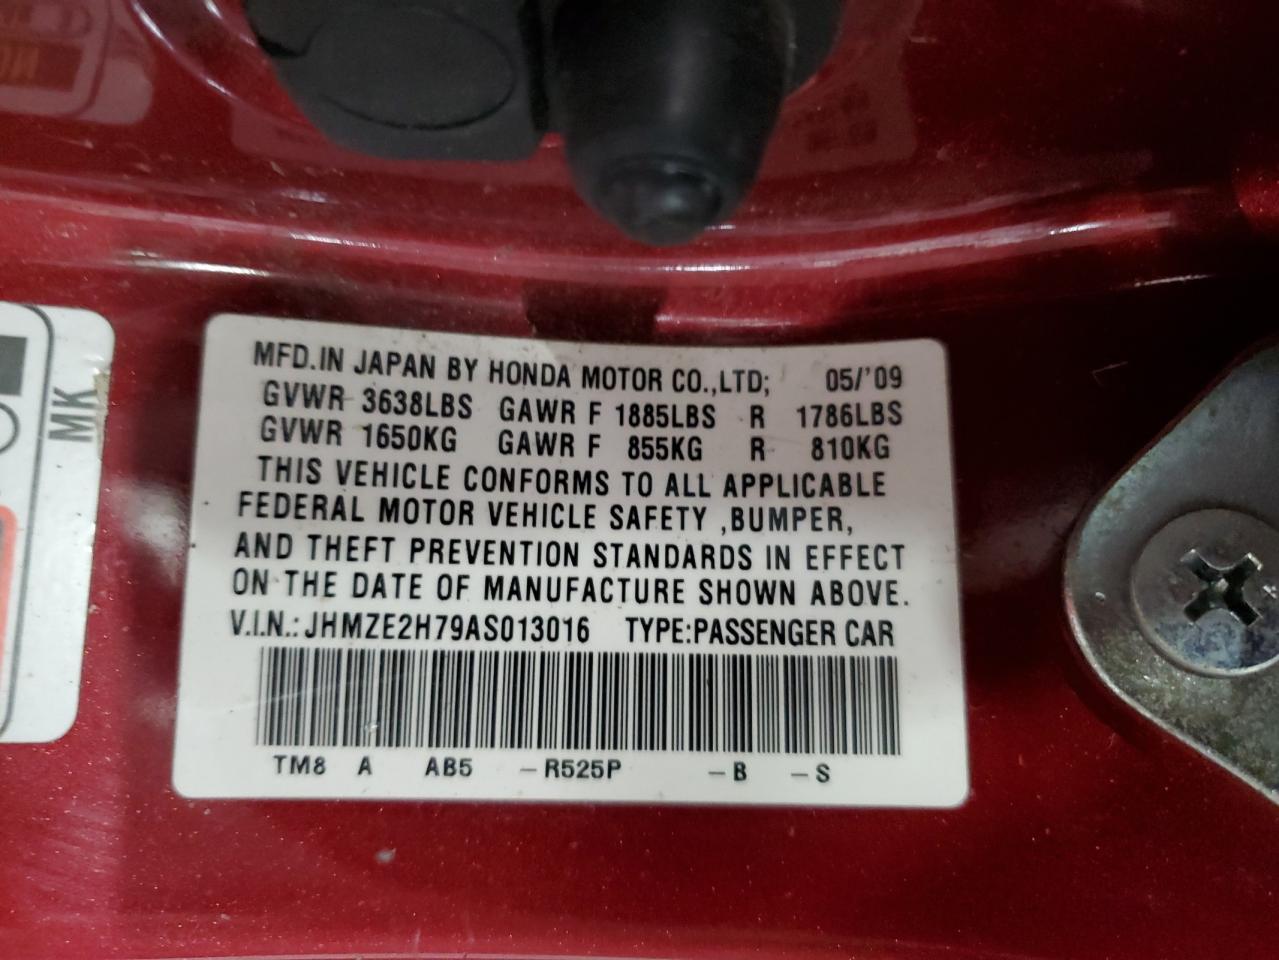 MFD.IN JAPAN BY HONDA MOTOR CO.,LTD; 05/'09
GVWR 3638LBS GAWR F 1885LBS R 1786LBS
GVWR 1650KG GAWR F 855KG R 810KG
THIS VEHICLE CONFORMS TO ALL APPLICABLE
FEDERAL MOTOR VEHICLE SAFETY ,BUMPER,
AND THEFT PREVENTION STANDARDS IN EFFECT
ON THE DATE OF MANUFACTURE SHOWN ABOVE.
V.I.N.: JHMZE2H79AS013016 TYPE:PASSENGER CAR
TM8 A AB5 -R525P -B -S
MK